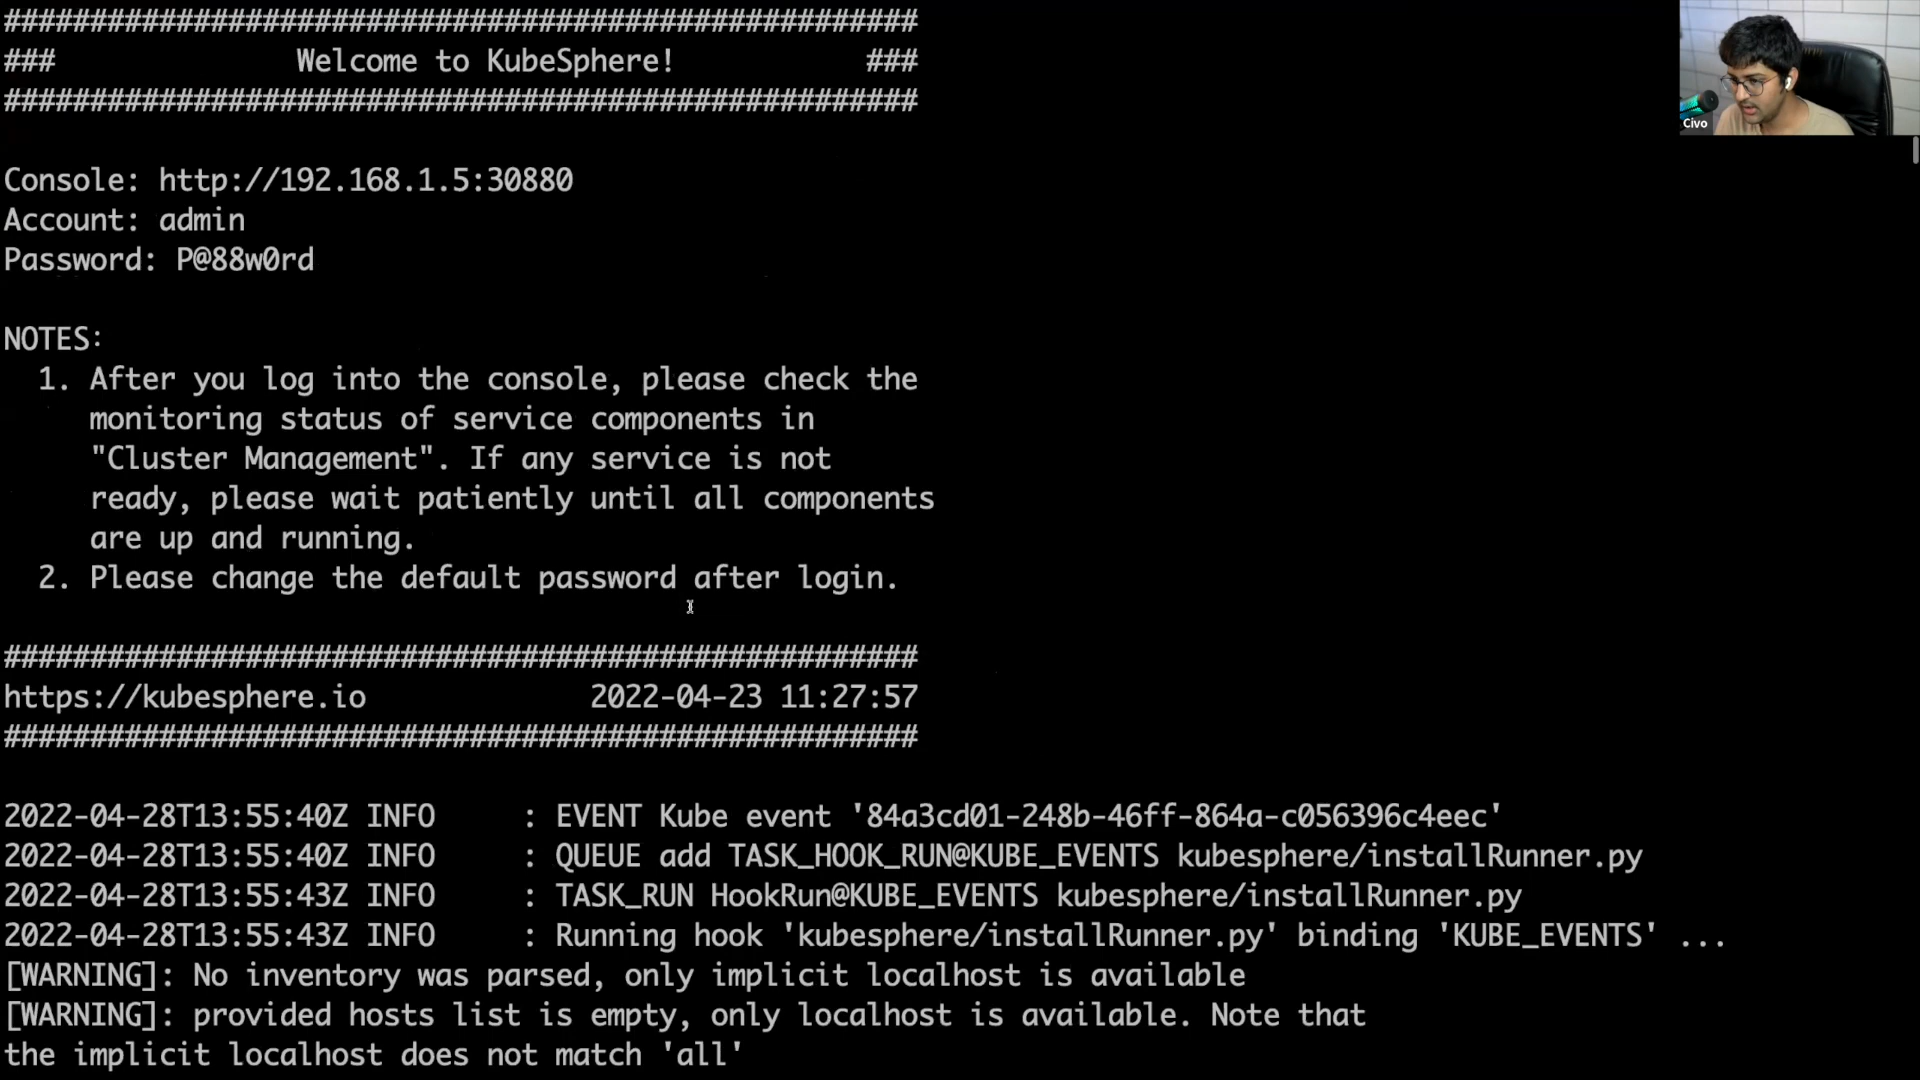 #####################################################
###              Welcome to KubeSphere!           ###
#####################################################
Civo
Console: http://192.168.1.5:30880
Account: admin
Password: P@88w0rd
NOTES:
1. After you log into the console, please check the
monitoring status of service components in
"Cluster Management". If any service is not
ready, please wait patiently until all components
are up and running.
2. Please change the default password after login.
#####################################################
https://kubesphere.io             2022-04-23 11:27:57
#####################################################
2022-04-28T13:55:40Z INFO     : EVENT Kube event '84a3cd01-248b-46ff-864a-c056396c4eec'
2022-04-28T13:55:40Z INFO     : QUEUE add TASK_HOOK_RUN@KUBE_EVENTS kubesphere/installRunner.py
2022-04-28T13:55:43Z INFO     : TASK_RUN HookRun@KUBE_EVENTS kubesphere/installRunner.py
2022-04-28T13:55:43Z INFO     : Running hook 'kubesphere/installRunner.py' binding 'KUBE_EVENTS' ...
[WARNING]: No inventory was parsed, only implicit localhost is available
[WARNING]: provided hosts list is empty, only localhost is available. Note that
the implicit localhost does not match 'all'